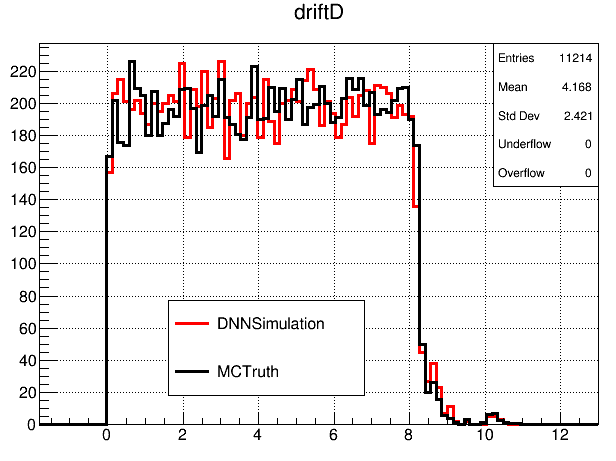 driftD
Entries 11214
Mean 4.168
Std Dev 2.421
Underflow 0
Overflow 0
220
200
180
160
140
120
100
80
60
40
20
0
DNNSimulation
MCTruth
0 2 4 6 8 10 12